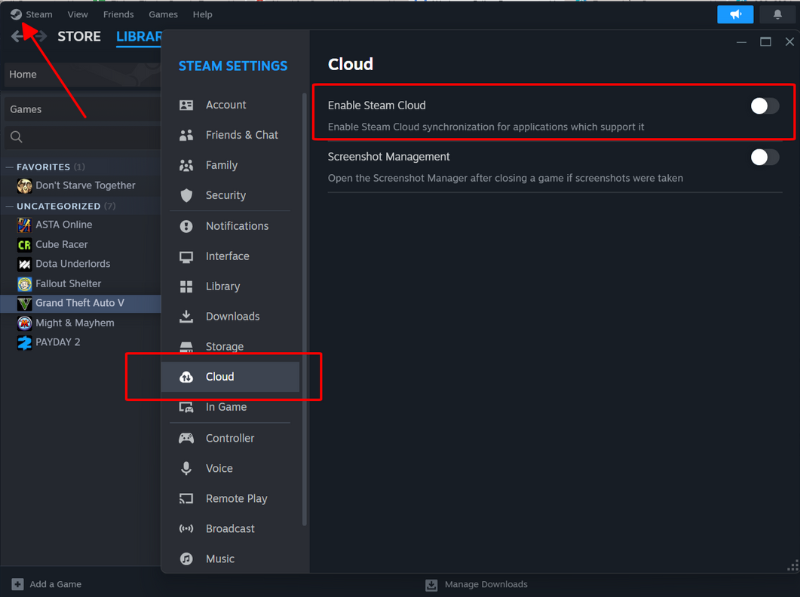 Steam View Friends Games Help
STORE LIBRAR
Home
Games
FAVORITES (1)
Don't Starve Together
UNCATEGORIZED (7)
ASTA Online
CR Cube Racer
Dota Underlords
Fallout Shelter
Grand Theft Auto V
Might & Mayhem
PAYDAY 2
Add a Game
STEAM SETTINGS
Account
Friends & Chat
Family
Security
Notifications
Interface
Library
Downloads
Storage
Cloud
In Game
Controller
Voice
Remote Play
Broadcast
Music
Cloud
Enable Steam Cloud
Enable Steam Cloud synchronization for applications which support it
Screenshot Management
Open the Screenshot Manager after closing a game if screenshots were taken
Manage Downloads